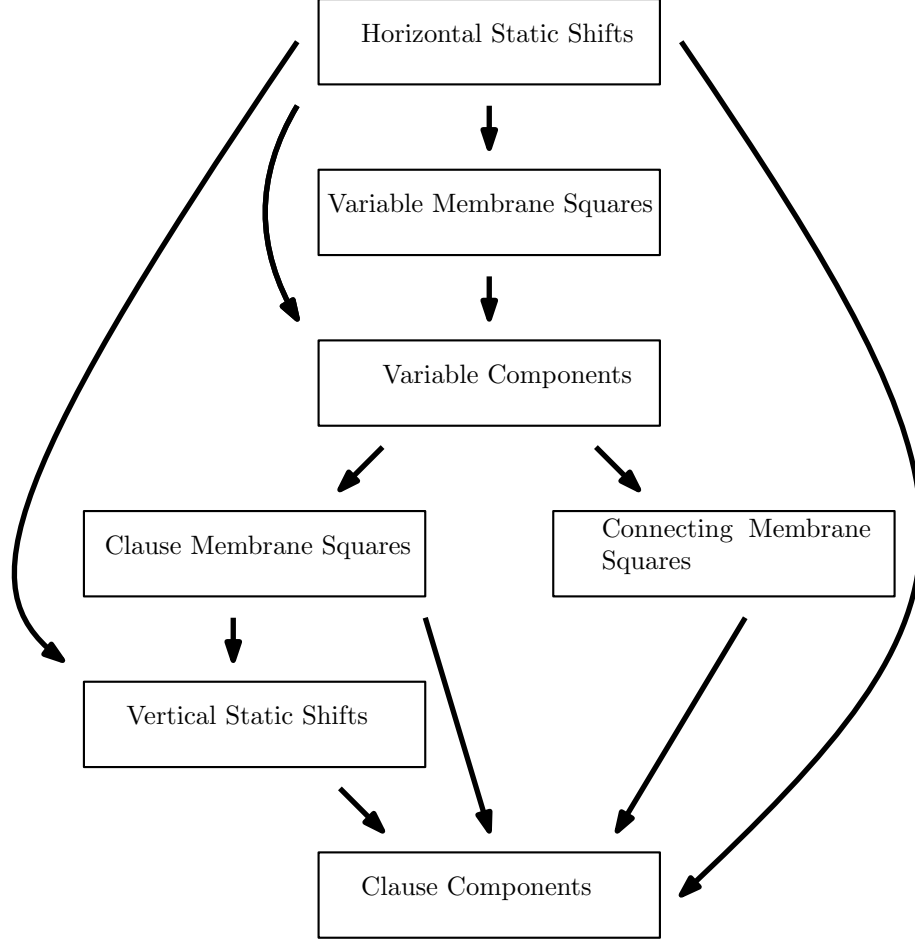 Horizontal Static Shifts
Variable Membrane Squares
Variable Components
Clause Membrane Squares
Connecting Membrane
Squares
Vertical Static Shifts
Clause Components